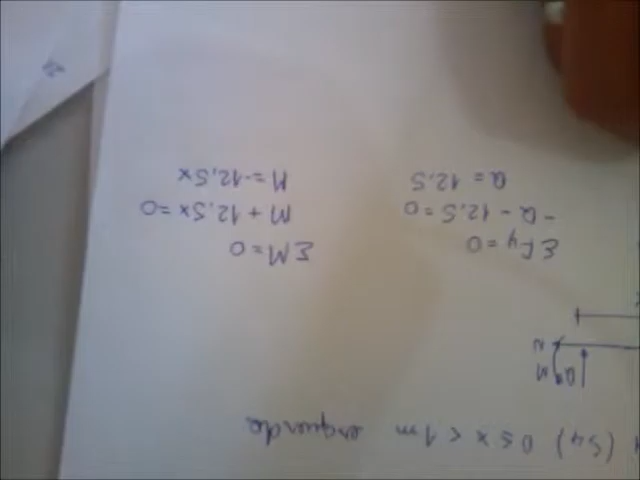 (S4) 0 ≤ x < 1m esquerda
Q M
N
ΣFy = 0
- Q - 12,5 = 0
Q = 12,5
ΣM = 0
M + 12,5x = 0
M = -12,5x